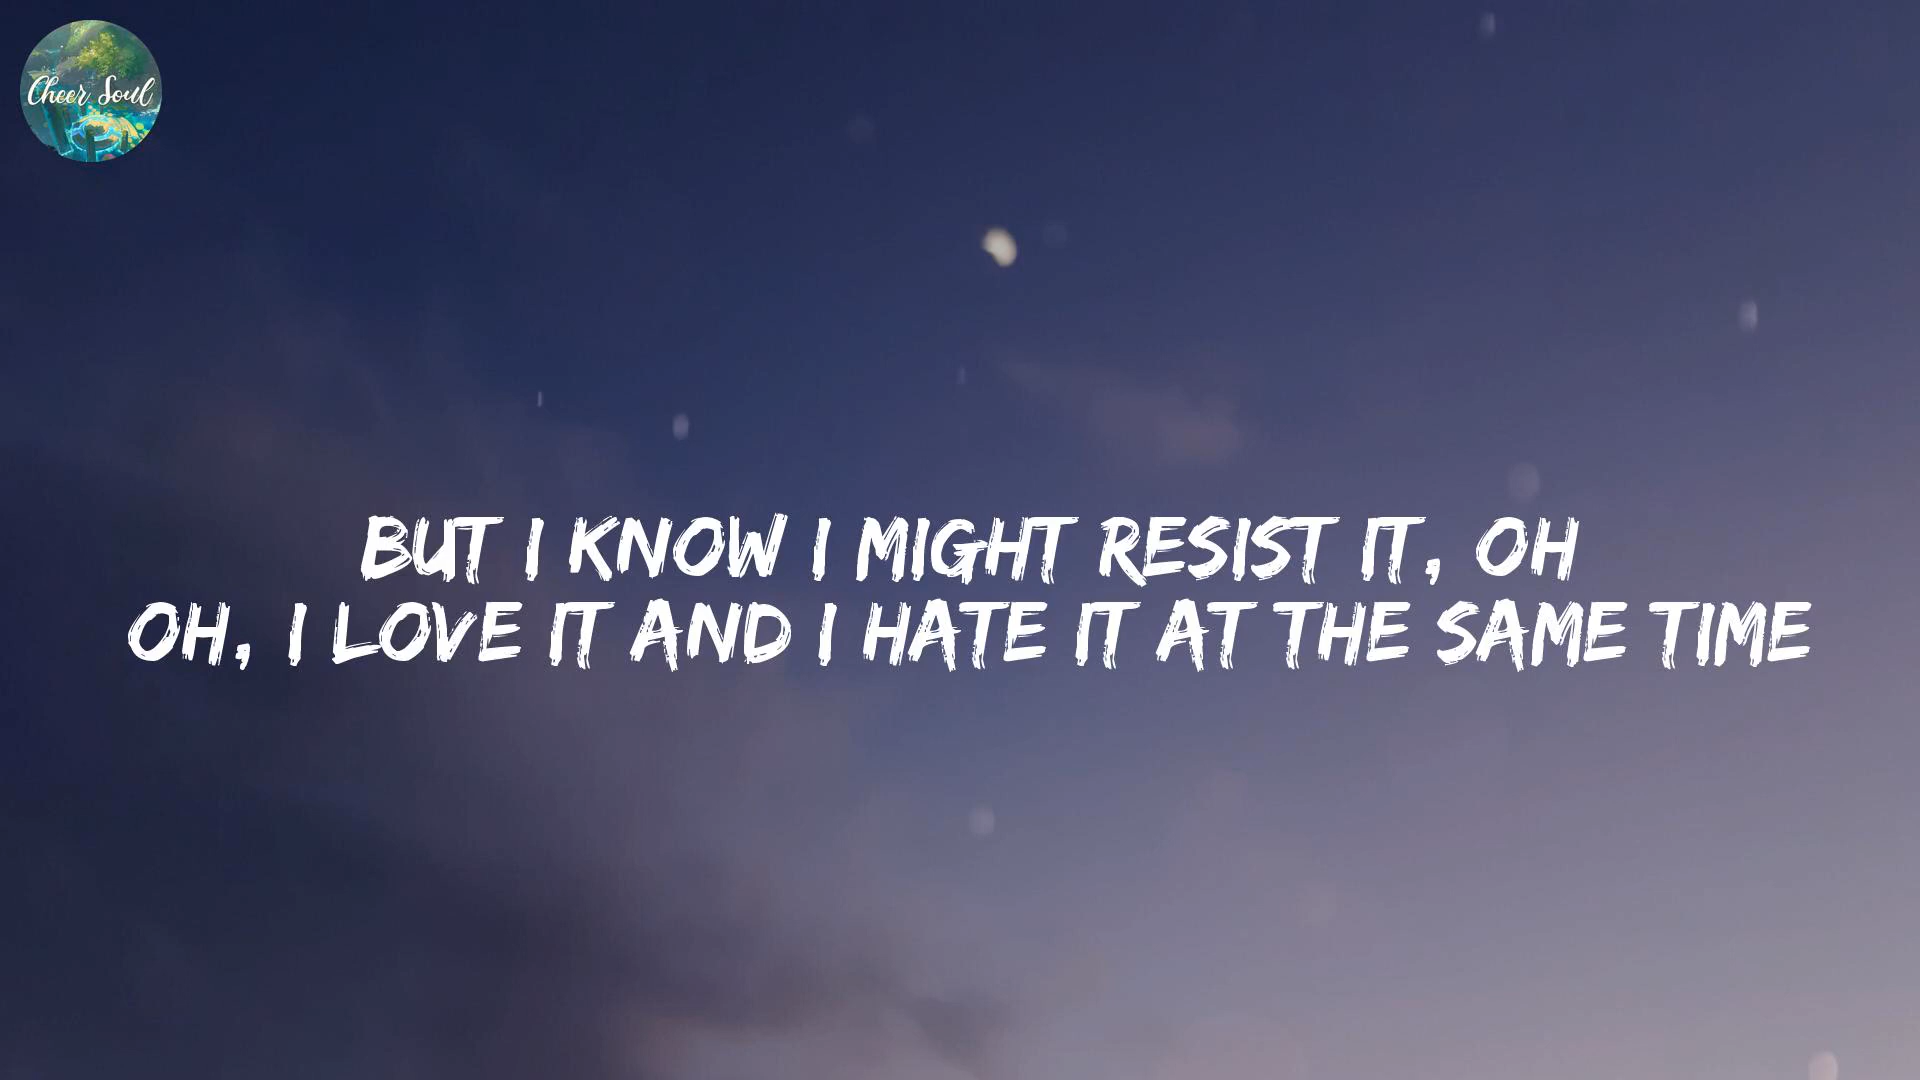 Cheer Soul
BUT I KNOW I MIGHT RESIST IT, OH
OH, I LOVE IT AND I HATE IT AT THE SAME TIME